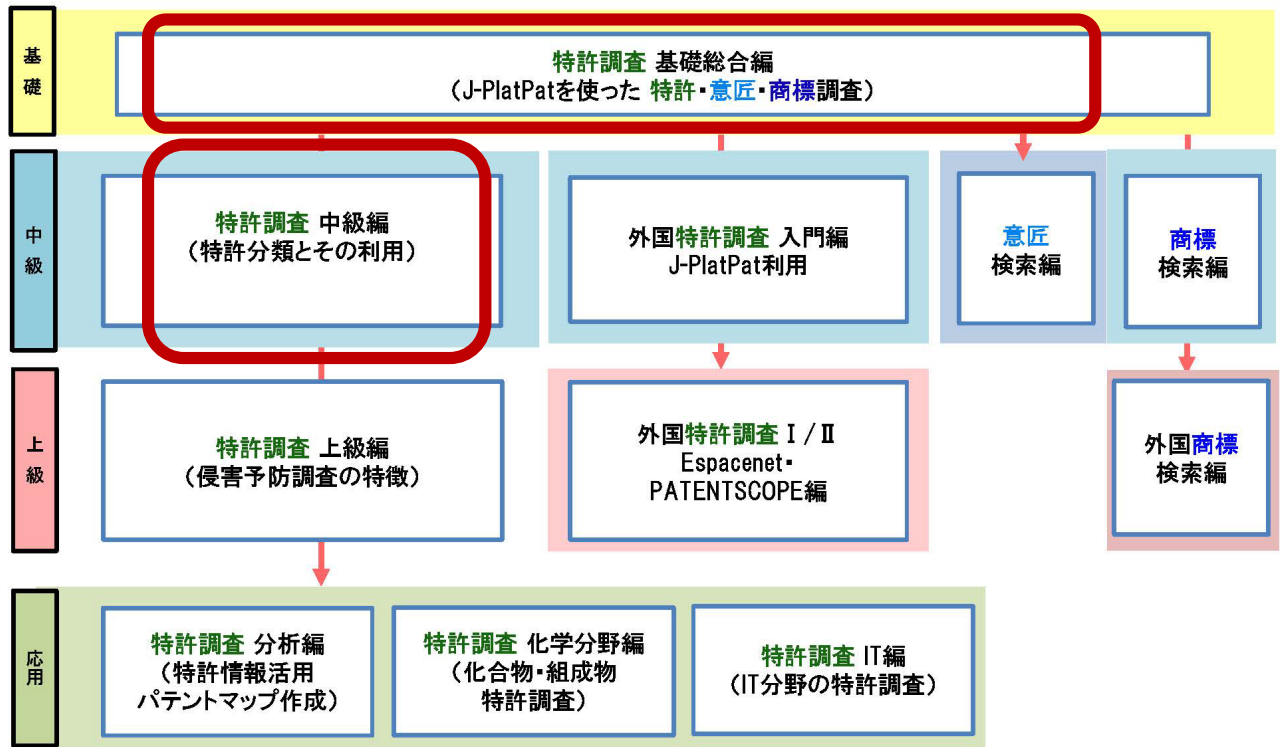 基礎
特許調査 基礎総合編
（J-PlatPatを使った 特許・意匠・商標調査）
中級
特許調査 中級編
（特許分類とその利用）
外国特許調査 入門編
J-PlatPat利用
意匠
検索編
商標
検索編
上級
特許調査 上級編
（侵害予防調査の特徴）
外国特許調査 Ⅰ／Ⅱ
Espacenet・
PATENTSCOPE編
外国商標
検索編
応用
特許調査 分析編
（特許情報活用
パテントマップ作成）
特許調査 化学分野編
（化合物・組成物
特許調査）
特許調査 IT編
（IT分野の特許調査）